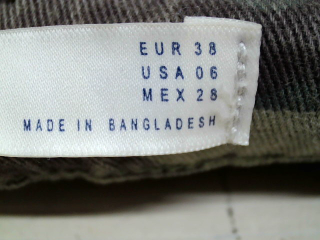 EUR 38
USA 06
MEX 28
MADE IN BANGLADESH